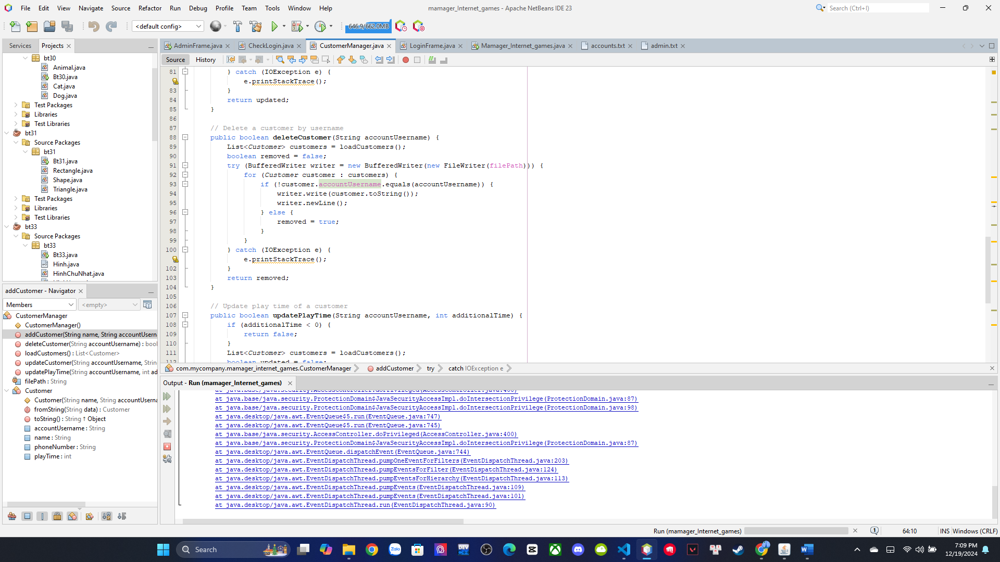 File Edit View Navigate Source Refactor Run Debug Profile Team Tools Window Help
mamager_Internet_games - Apache NetBeans IDE 23
Search (Ctrl+I)
<default config>
646.9/662.0MB
Services Projects
AdminFrame.java CheckLogin.java CustomerManager.java LoginFrame.java Mamager_Internet_games.java accounts.txt admin.txt
Source History
bt30
Animal.java
Bt30.java
Cat.java
Dog.java
Test Packages
Libraries
Test Libraries
bt31
Source Packages
bt31
Bt31.java
Rectangle.java
Shape.java
Triangle.java
Test Packages
Libraries
Test Libraries
bt33
Source Packages
bt33
Bt33.java
Hinh.java
HinhChuNhat.java
addCustomer - Navigator
Members
<empty>
CustomerManager
CustomerManager()
addCustomer(String name, String accountUsern
deleteCustomer(String accountUsername) : bool
loadCustomers() : List<Customer>
updateCustomer(String accountUsername, Strin
updatePlayTime(String accountUsername, int ad
filePath : String
Customer
Customer(String name, String accountUserna
fromString(String data) : Customer
toString() : String ↑ Object
accountUsername : String
name : String
phoneNumber : String
playTime : int
81 } catch (IOException e) {
e.printStackTrace();
83 }
84 return updated;
85 }
86
87 // Delete a customer by username
88 public boolean deleteCustomer(String accountUsername) {
89 List<Customer> customers = loadCustomers();
90 boolean removed = false;
91 try (BufferedWriter writer = new BufferedWriter(new FileWriter(filePath))) {
92 for (Customer customer : customers) {
93 if (!customer.accountUsername.equals(accountUsername)) {
94 writer.write(customer.toString());
95 writer.newLine();
96 } else {
97 removed = true;
98 }
99 }
100 } catch (IOException e) {
e.printStackTrace();
102 }
103 return removed;
104 }
105
106 // Update play time of a customer
107 public boolean updatePlayTime(String accountUsername, int additionalTime) {
108 if (additionalTime < 0) {
109 return false;
110 }
111 List<Customer> customers = loadCustomers();
112 boolean updated = false;
com.mycompany.mamager_internet_games.CustomerManager addCustomer try catch IOException e
Output - Run (mamager_Internet_games)
at java.base/java.security.AccessController.doPrivileged(AccessController.java:400)
at java.base/java.security.ProtectionDomain$JavaSecurityAccessImpl.doIntersectionPrivilege(ProtectionDomain.java:87)
at java.base/java.security.ProtectionDomain$JavaSecurityAccessImpl.doIntersectionPrivilege(ProtectionDomain.java:98)
at java.desktop/java.awt.EventQueue$5.run(EventQueue.java:747)
at java.desktop/java.awt.EventQueue$5.run(EventQueue.java:745)
at java.base/java.security.AccessController.doPrivileged(AccessController.java:400)
at java.base/java.security.ProtectionDomain$JavaSecurityAccessImpl.doIntersectionPrivilege(ProtectionDomain.java:87)
at java.desktop/java.awt.EventQueue.dispatchEvent(EventQueue.java:744)
at java.desktop/java.awt.EventDispatchThread.pumpOneEventForFilters(EventDispatchThread.java:203)
at java.desktop/java.awt.EventDispatchThread.pumpEventsForFilter(EventDispatchThread.java:124)
at java.desktop/java.awt.EventDispatchThread.pumpEventsForHierarchy(EventDispatchThread.java:113)
at java.desktop/java.awt.EventDispatchThread.pumpEvents(EventDispatchThread.java:109)
at java.desktop/java.awt.EventDispatchThread.pumpEvents(EventDispatchThread.java:101)
at java.desktop/java.awt.EventDispatchThread.run(EventDispatchThread.java:90)
Run (mamager_Internet_games)
1
64:10
INS
Windows (CRLF)
Search
Zalo
DEV
7:09 PM
12/19/2024